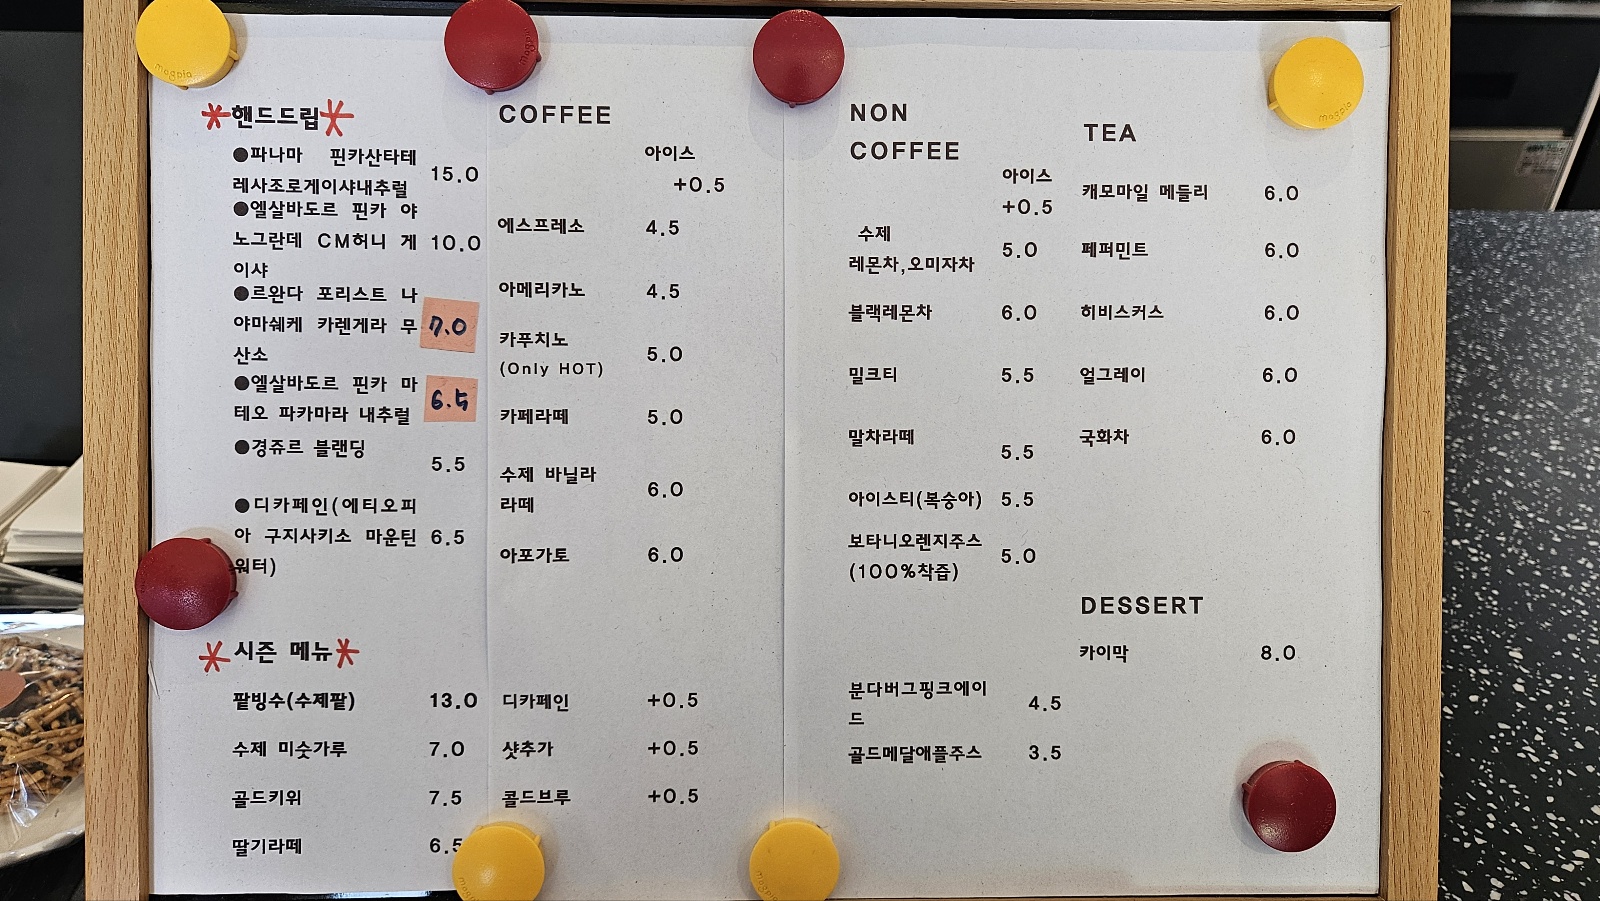 핸드드립
●파나마 핀카산타테
레사조로게이샤내추럴 15.0
●엘살바도르 핀카 야
노그란데 CM허니 게 10.0
이샤
●르완다 포리스트 나
야마쉐케 카렌게라 무 7.0
산소
●엘살바도르 핀카 마
테오 파카마라 내추럴 6.5
●경쥬르 블랜딩
5.5
●디카페인(에티오피
아 구지사키소 마운틴 6.5
워터)
시즌 메뉴
팥빙수(수제팥) 13.0
수제 미숫가루 7.0
골드키위 7.5
딸기라떼 6.5
COFFEE
아이스
+0.5
에스프레소 4.5
아메리카노 4.5
카푸치노
(Only HOT) 5.0
카페라떼 5.0
수제 바닐라
라떼 6.0
아포가토 6.0
디카페인 +0.5
샷추가 +0.5
콜드브루 +0.5
NON
COFFEE
아이스
+0.5
수제
레몬차,오미자차 5.0
블랙레몬차 6.0
밀크티 5.5
말차라떼 5.5
아이스티(복숭아) 5.5
보타니오렌지주스
(100%착즙) 5.0
분다버그핑크에이
드 4.5
골드메달애플주스 3.5
TEA
캐모마일 메들리 6.0
페퍼민트 6.0
히비스커스 6.0
얼그레이 6.0
국화차 6.0
DESSERT
카이막 8.0